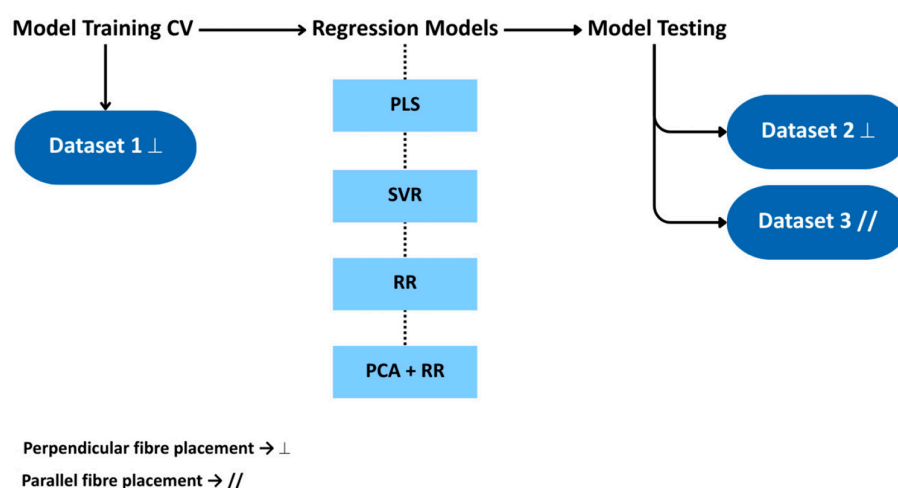 Model Training CV
Regression Models
Model Testing
Dataset 1 ⊥
PLS
SVR
RR
PCA + RR
Dataset 2 ⊥
Dataset 3 //
Perpendicular fibre placement → ⊥
Parallel fibre placement → //